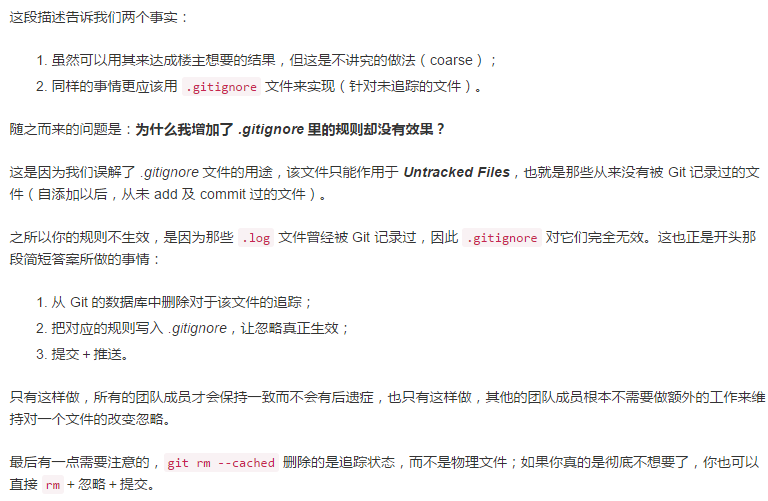 这段描述告诉我们两个事实：
1. 虽然可以用其来达成楼主想要的结果，但这是不讲究的做法（coarse）；
2. 同样的事情更应该用 .gitignore 文件来实现（针对未追踪的文件）。
随之而来的问题是：为什么我增加了 .gitignore 里的规则却没有效果？
这是因为我们误解了 .gitignore 文件的用途，该文件只能作用于 Untracked Files，也就是那些从来没有被 Git 记录过的文
件（自添加以后，从未 add 及 commit 过的文件）。
之所以你的规则不生效，是因为那些 .log 文件曾经被 Git 记录过，因此 .gitignore 对它们完全无效。这也正是开头那
段简短答案所做的事情：
1. 从 Git 的数据库中删除对于该文件的追踪；
2. 把对应的规则写入 .gitignore，让忽略真正生效；
3. 提交＋推送。
只有这样做，所有的团队成员才会保持一致而不会有后遗症，也只有这样做，其他的团队成员根本不需要做额外的工作来维
持对一个文件的改变忽略。
最后有一点需要注意的，git rm --cached 删除的是追踪状态，而不是物理文件；如果你真的是彻底不想要了，你也可以
直接 rm＋忽略＋提交。